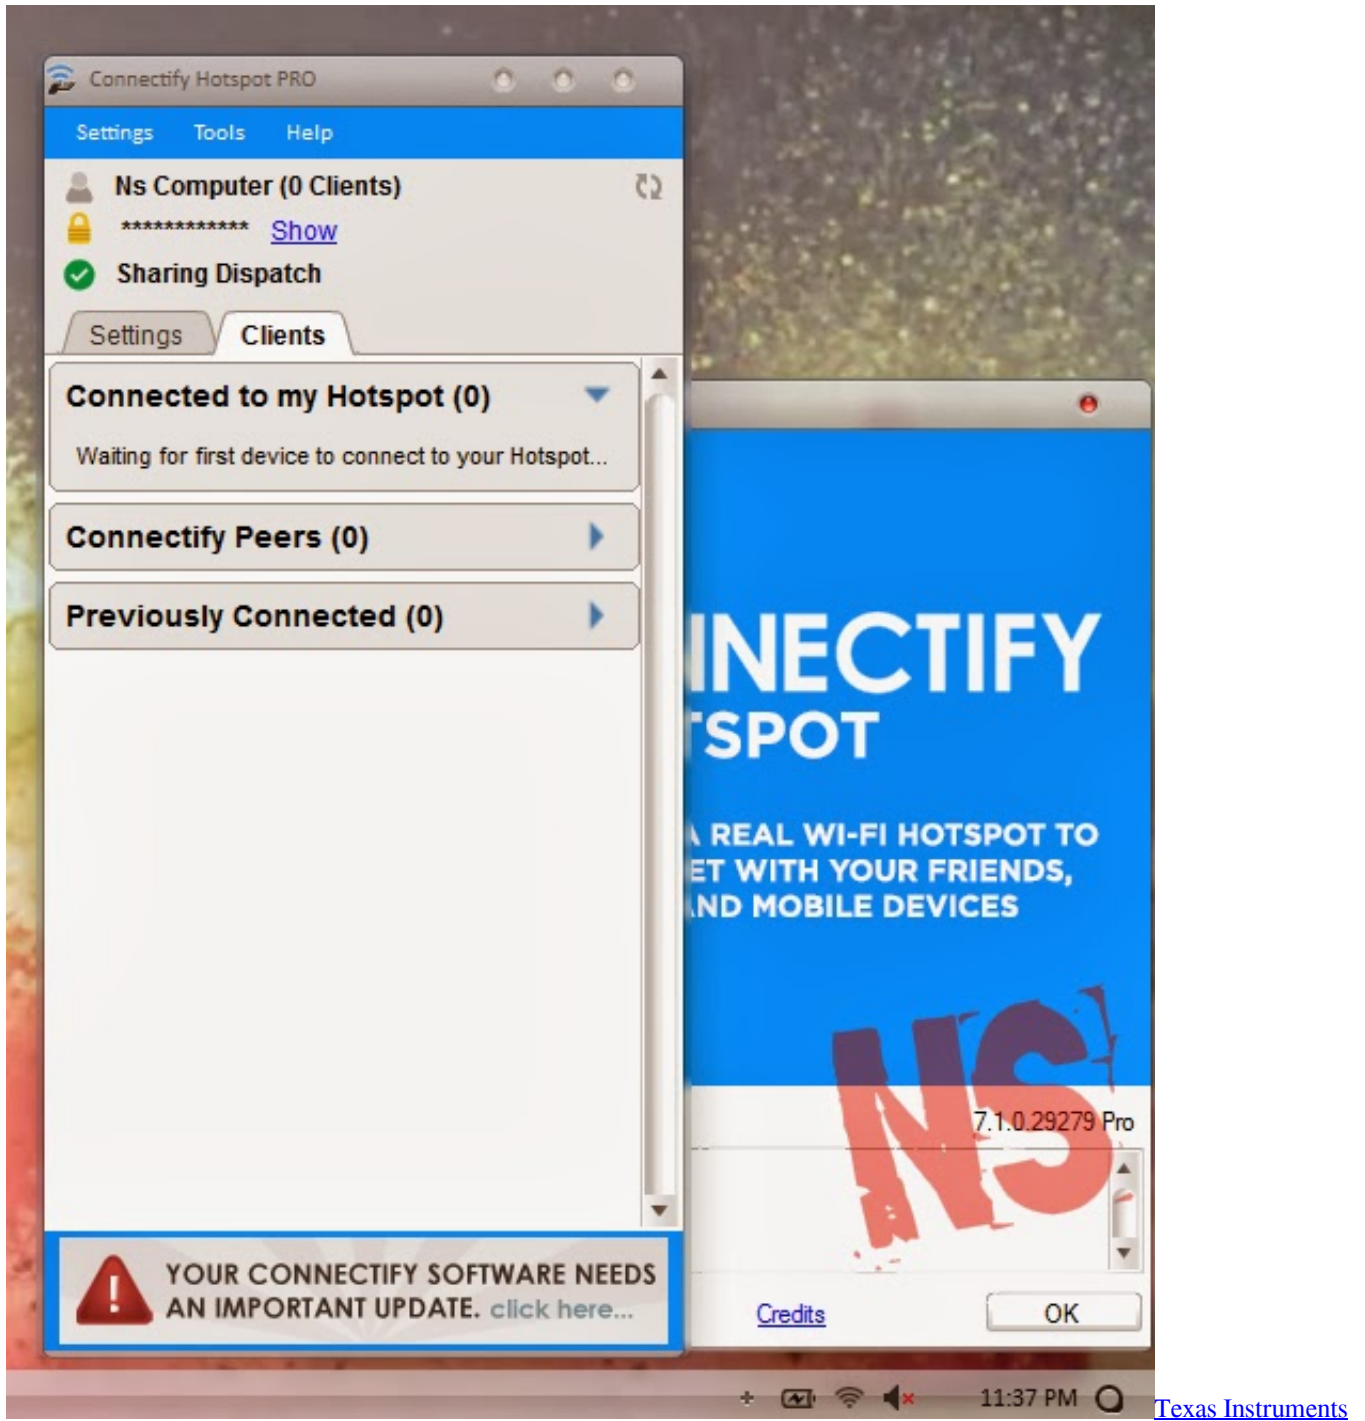 Connectify Hotspot PRO
Settings Tools Help
Ns Computer (0 Clients)
************ Show
Sharing Dispatch
Settings Clients
Connected to my Hotspot (0)
Waiting for first device to connect to your Hotspot...
Connectify Peers (0)
Previously Connected (0)
YOUR CONNECTIFY SOFTWARE NEEDS
AN IMPORTANT UPDATE. click here...
NECTIFY
TSPOT
A REAL WI-FI HOTSPOT TO
ET WITH YOUR FRIENDS,
AND MOBILE DEVICES
NS
7.1.0.29279 Pro
Credits OK
11:37 PM
Texas Instruments